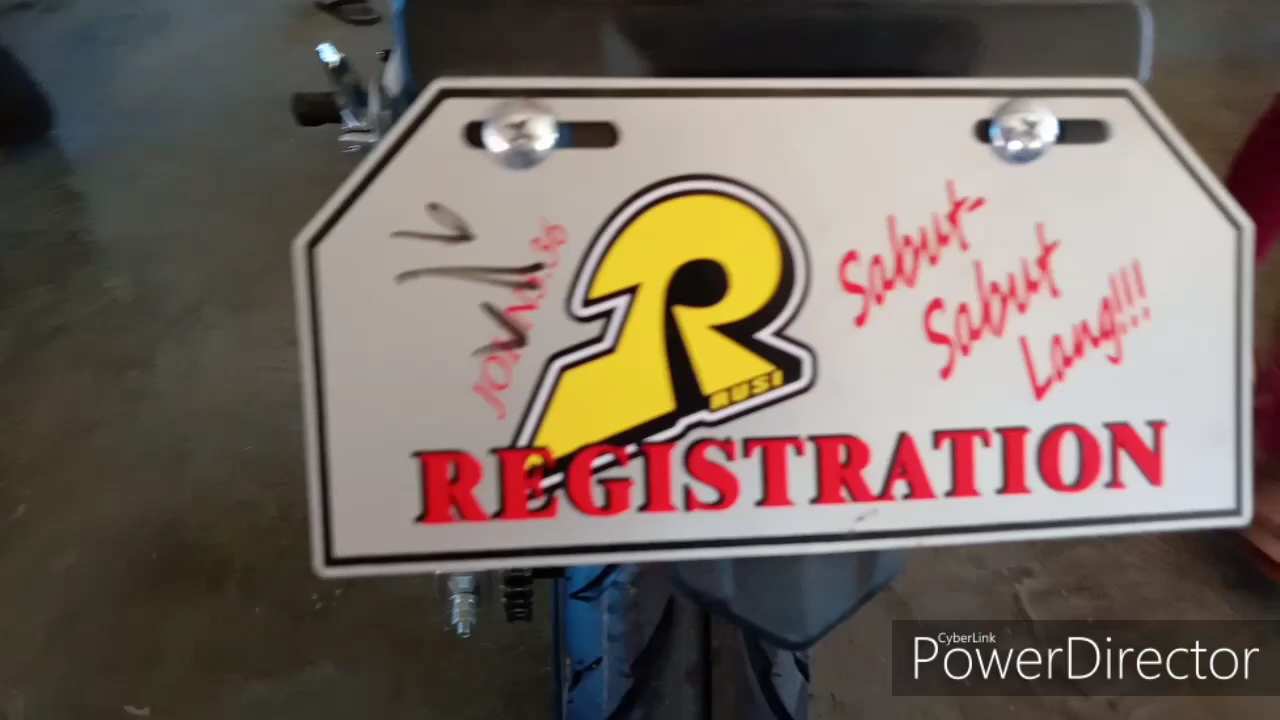 Sabut-
Sabut
Lang!!!
RUSI
REGISTRATION
CyberLink
PowerDirector